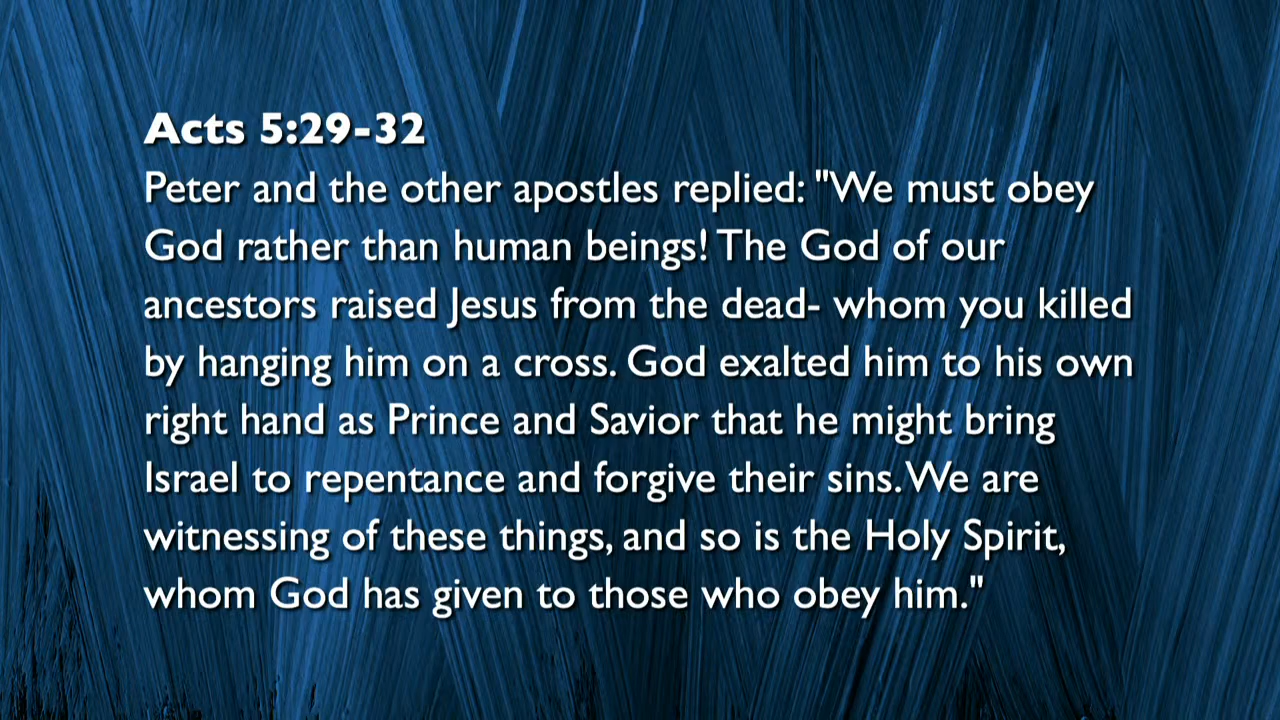 Acts 5:29-32
Peter and the other apostles replied: "We must obey
God rather than human beings! The God of our
ancestors raised Jesus from the dead- whom you killed
by hanging him on a cross. God exalted him to his own
right hand as Prince and Savior that he might bring
Israel to repentance and forgive their sins. We are
witnessing of these things, and so is the Holy Spirit,
whom God has given to those who obey him."